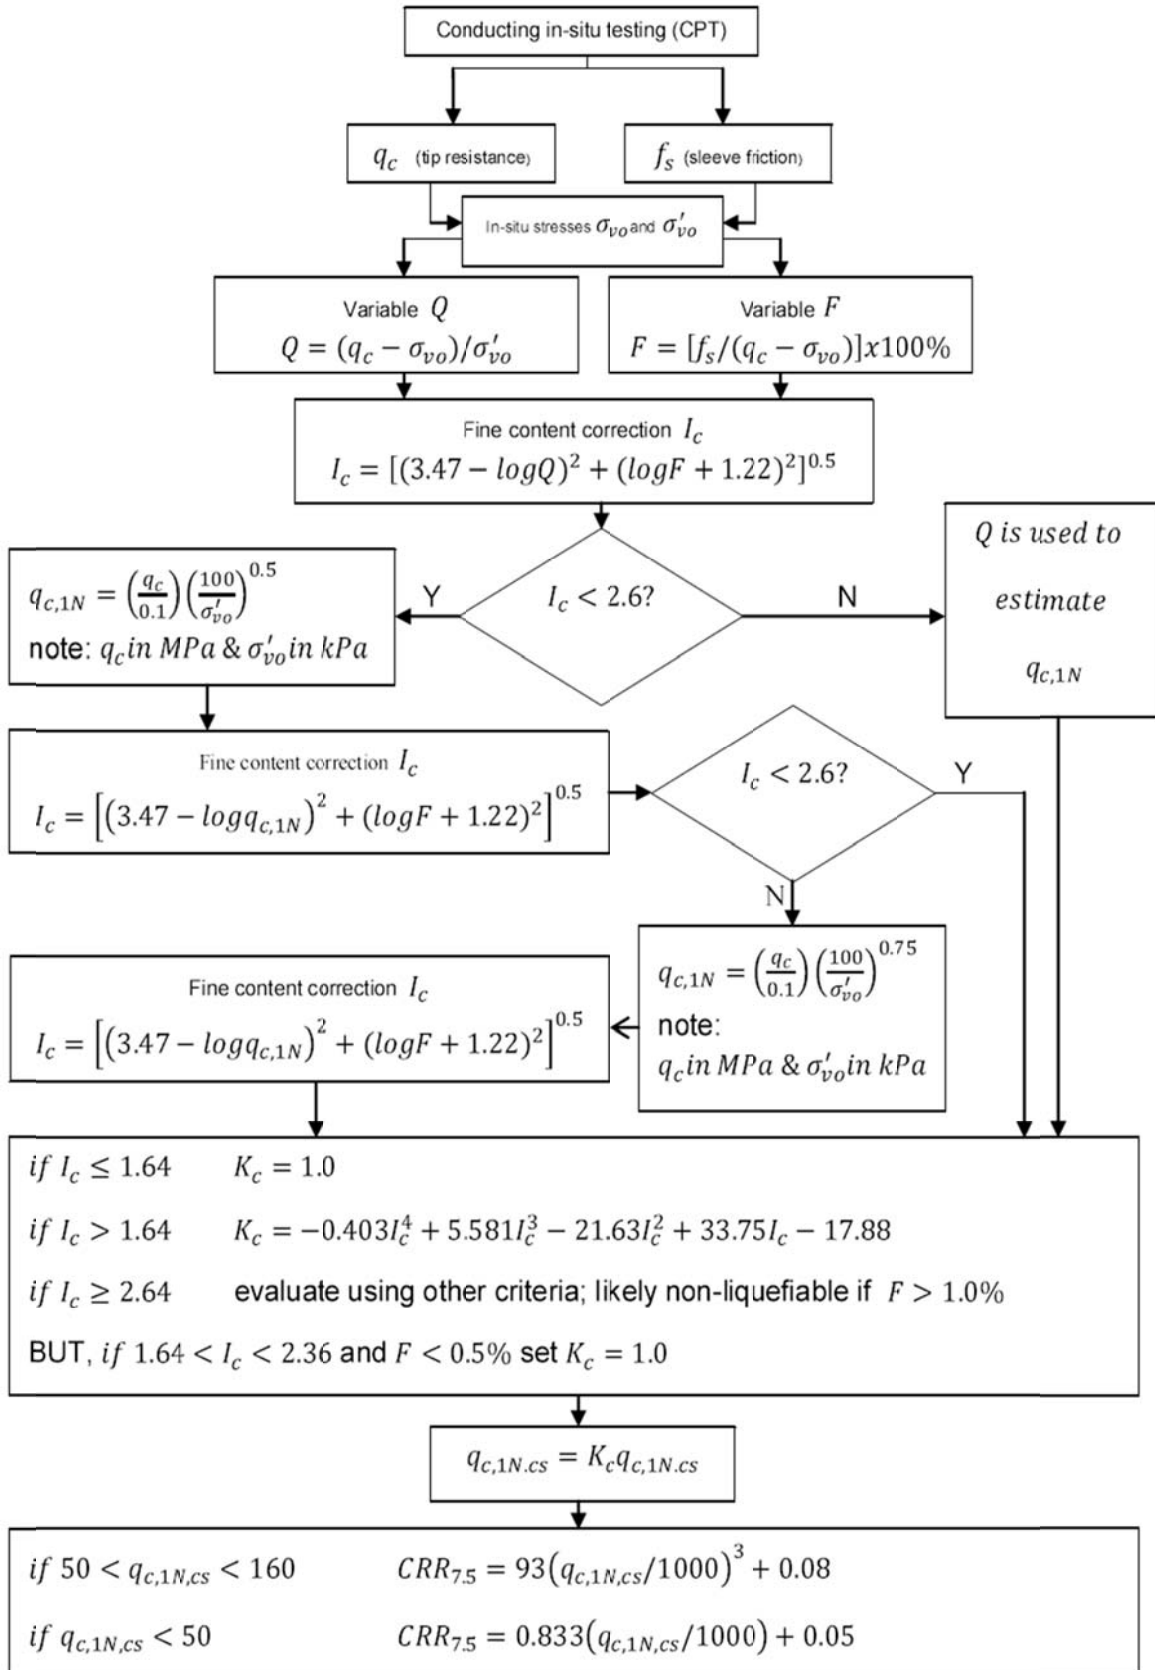 Conducting in-situ testing (CPT)
q_c (tip resistance)
f_s (sleeve friction)
In-situ stresses σ_vo and σ′_vo
Variable Q
Q = (q_c − σ_vo)/σ′_vo
Variable F
F = [f_s/(q_c − σ_vo)]x100%
Fine content correction I_c
I_c = [(3.47 − logQ)^2 + (logF + 1.22)^2]^0.5
I_c < 2.6?
Y
N
q_c,1N = (q_c/0.1)(100/σ′_vo)^0.5
note: q_c in MPa & σ′_vo in kPa
Q is used to
estimate
q_c,1N
Fine content correction I_c
I_c = [(3.47 − logq_c,1N)^2 + (logF + 1.22)^2]^0.5
I_c < 2.6?
Y
N
q_c,1N = (q_c/0.1)(100/σ′_vo)^0.75
note:
q_c in MPa & σ′_vo in kPa
Fine content correction I_c
I_c = [(3.47 − logq_c,1N)^2 + (logF + 1.22)^2]^0.5
if I_c ≤ 1.64 K_c = 1.0
if I_c > 1.64 K_c = −0.403I_c^4 + 5.581I_c^3 − 21.63I_c^2 + 33.75I_c − 17.88
if I_c ≥ 2.64 evaluate using other criteria; likely non-liquefiable if F > 1.0%
BUT, if 1.64 < I_c < 2.36 and F < 0.5% set K_c = 1.0
q_c,1N.cs = K_c q_c,1N.cs
if 50 < q_c,1N,cs < 160 CRR_7.5 = 93(q_c,1N,cs/1000)^3 + 0.08
if q_c,1N,cs < 50 CRR_7.5 = 0.833(q_c,1N,cs/1000) + 0.05